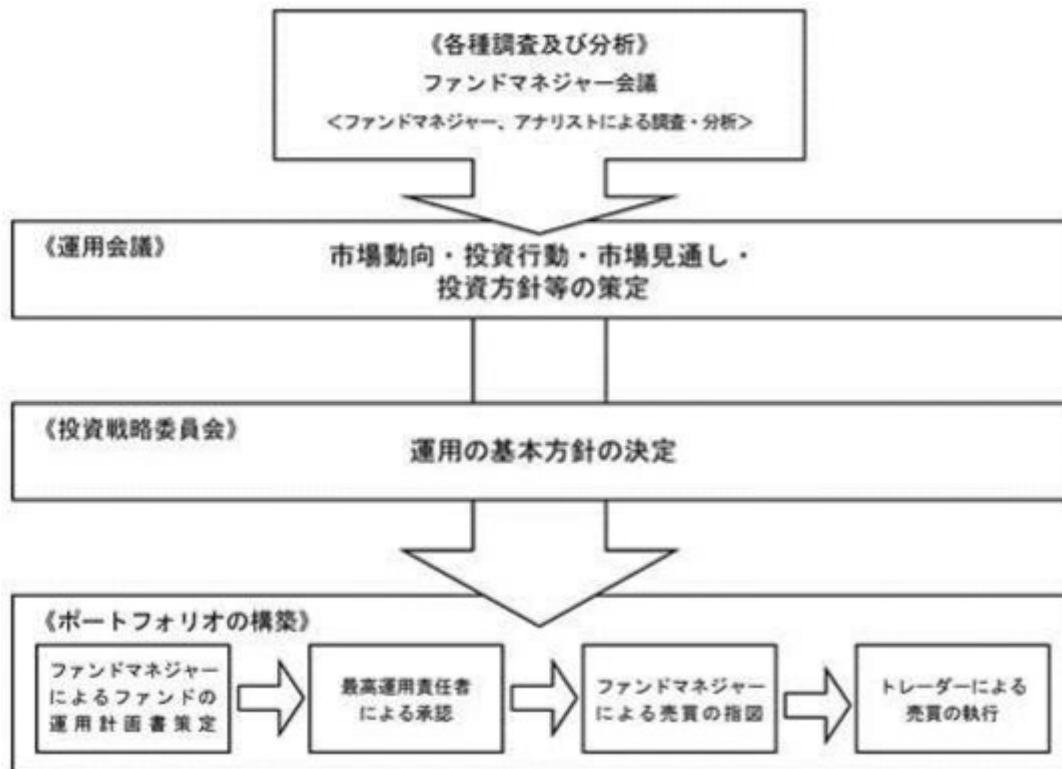 《各種調査及び分析》
ファンドマネジャー会議
<ファンドマネジャー、アナリストによる調査・分析>
《運用会議》
市場動向・投資行動・市場見通し・
投資方針等の策定
《投資戦略委員会》
運用の基本方針の決定
《ポートフォリオの構築》
ファンドマネジャー
によるファンドの
運用計画書策定
最高運用責任者
による承認
ファンドマネジャー
による売買の指図
トレーダーによる
売買の執行